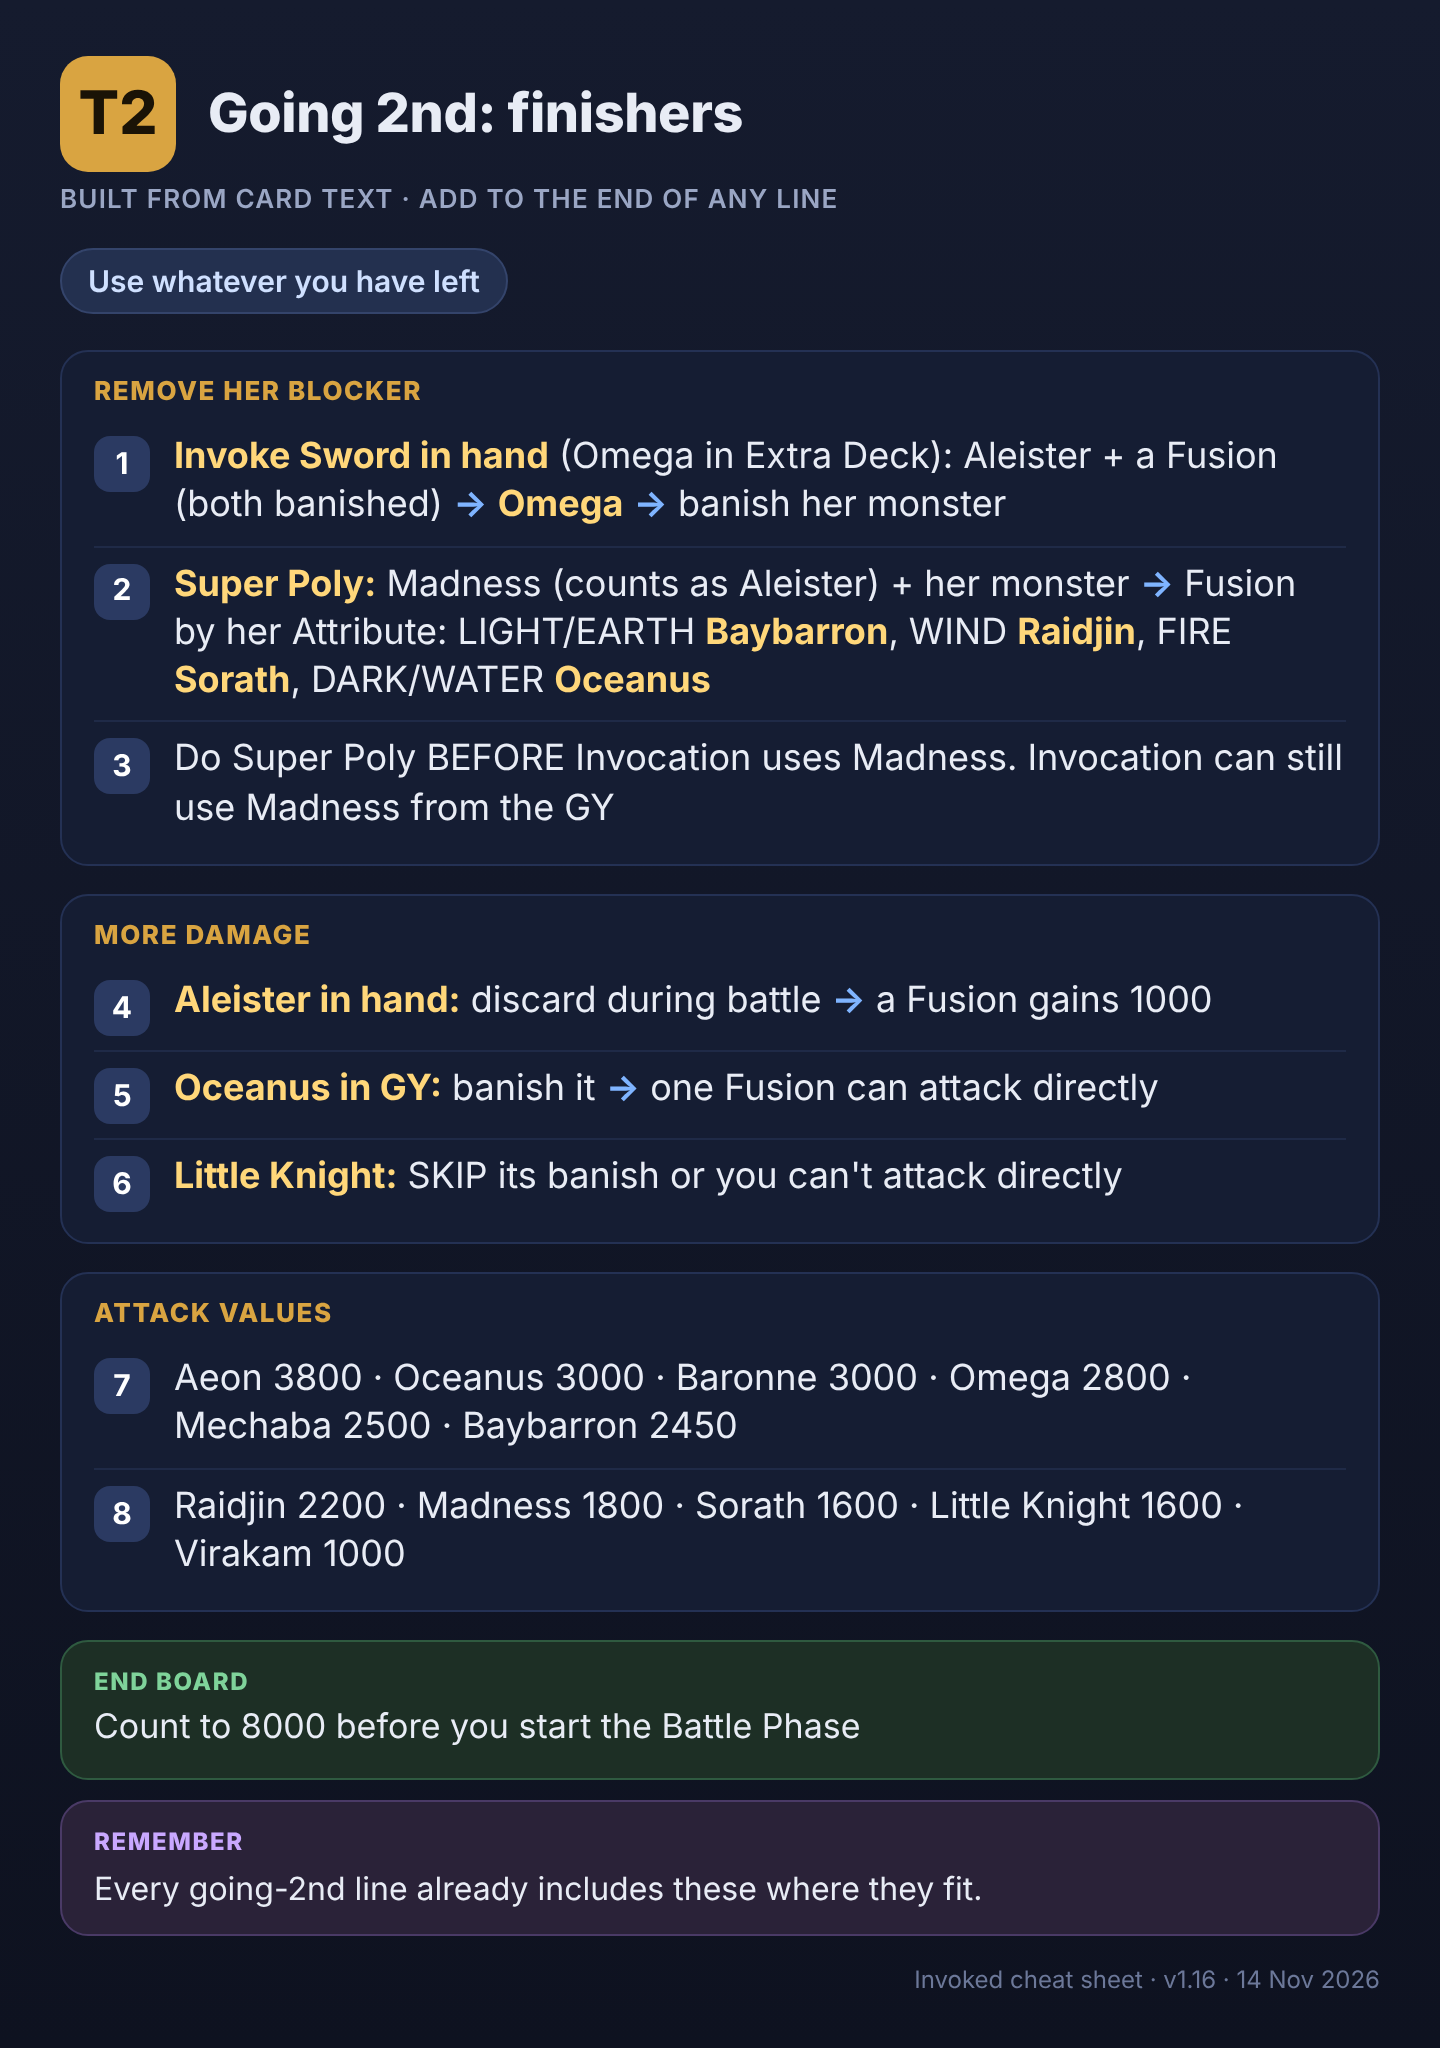 T2
Going 2nd: finishers
BUILT FROM CARD TEXT · ADD TO THE END OF ANY LINE
Use whatever you have left
REMOVE HER BLOCKER
1
Invoke Sword in hand (Omega in Extra Deck): Aleister + a Fusion
(both banished) → Omega → banish her monster
2
Super Poly: Madness (counts as Aleister) + her monster → Fusion
by her Attribute: LIGHT/EARTH Baybarron, WIND Raidjin, FIRE
Sorath, DARK/WATER Oceanus
3
Do Super Poly BEFORE Invocation uses Madness. Invocation can still
use Madness from the GY
MORE DAMAGE
4
Aleister in hand: discard during battle → a Fusion gains 1000
5
Oceanus in GY: banish it → one Fusion can attack directly
6
Little Knight: SKIP its banish or you can't attack directly
ATTACK VALUES
7
Aeon 3800 · Oceanus 3000 · Baronne 3000 · Omega 2800 ·
Mechaba 2500 · Baybarron 2450
8
Raidjin 2200 · Madness 1800 · Sorath 1600 · Little Knight 1600 ·
Virakam 1000
END BOARD
Count to 8000 before you start the Battle Phase
REMEMBER
Every going-2nd line already includes these where they fit.
Invoked cheat sheet · v1.16 · 14 Nov 2026